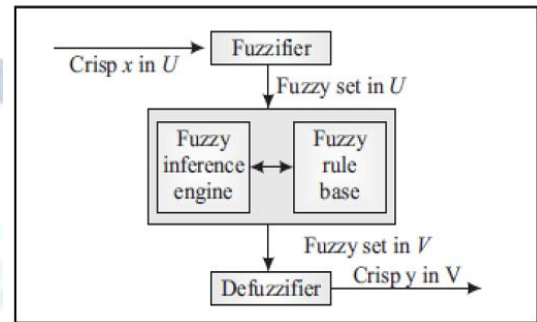 Fuzzifier
Crisp x in U
Fuzzy set in U
Fuzzy
inference
engine
Fuzzy
rule
base
Fuzzy set in V
Crisp y in V
Defuzzifier